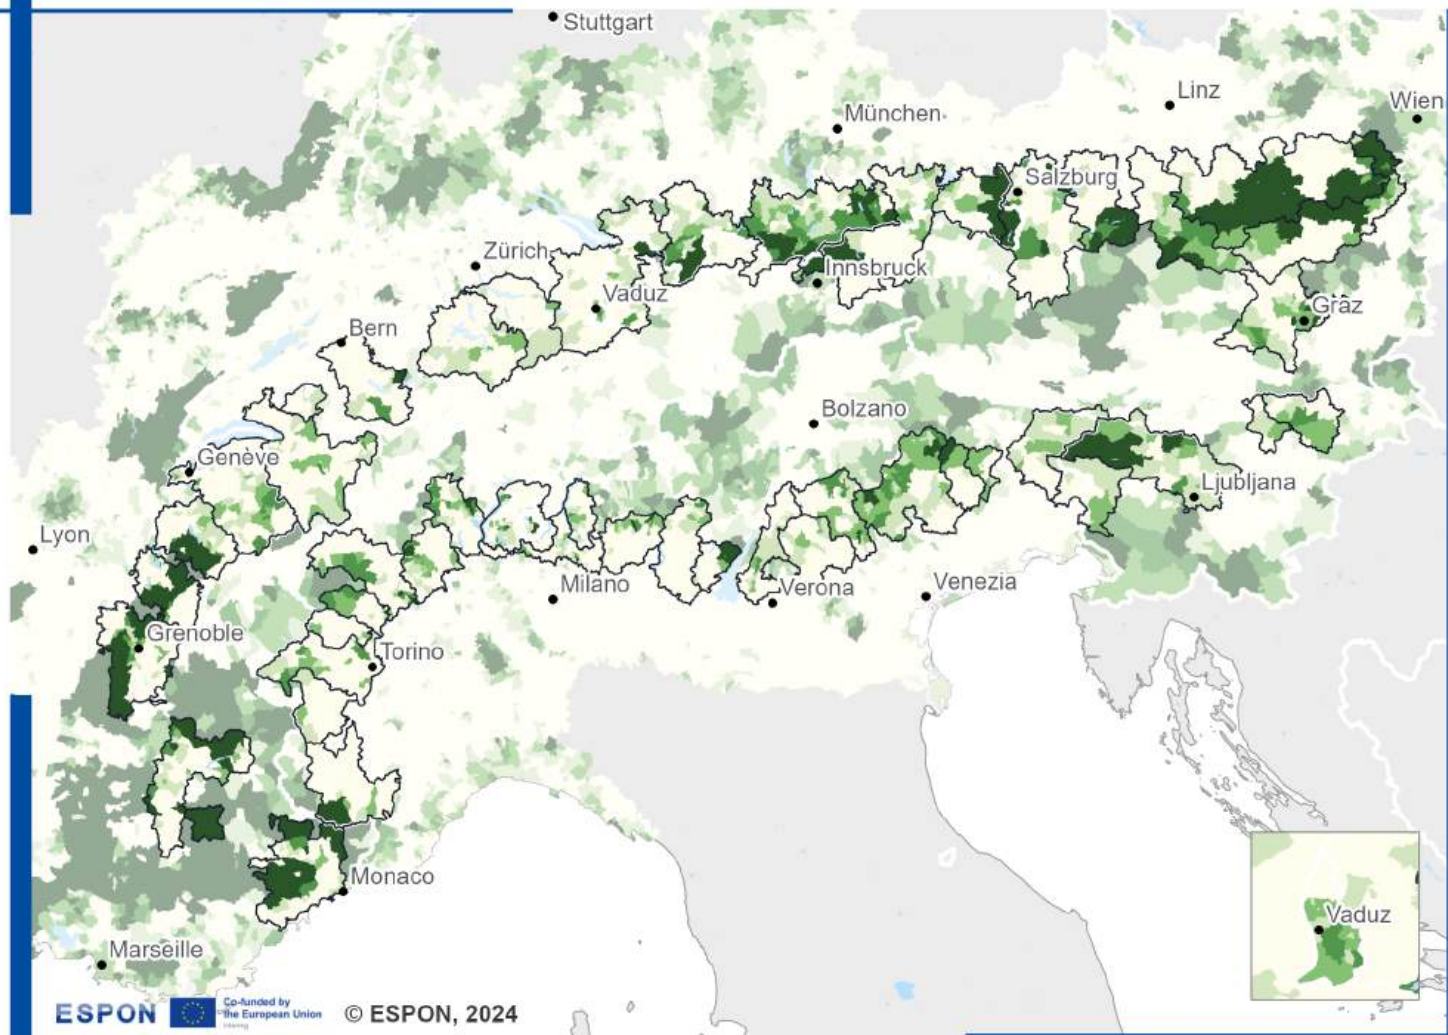 Stuttgart
Linz
Wien
München
Salzburg
Zürich
Innsbruck
Vaduz
Graz
Bern
Bolzano
Genève
Ljubljana
Lyon
Milano
Verona
Venezia
Grenoble
Torino
Monaco
Vaduz
Marseille
ESPON
Co-funded by
the European Union
Interreg
© ESPON, 2024